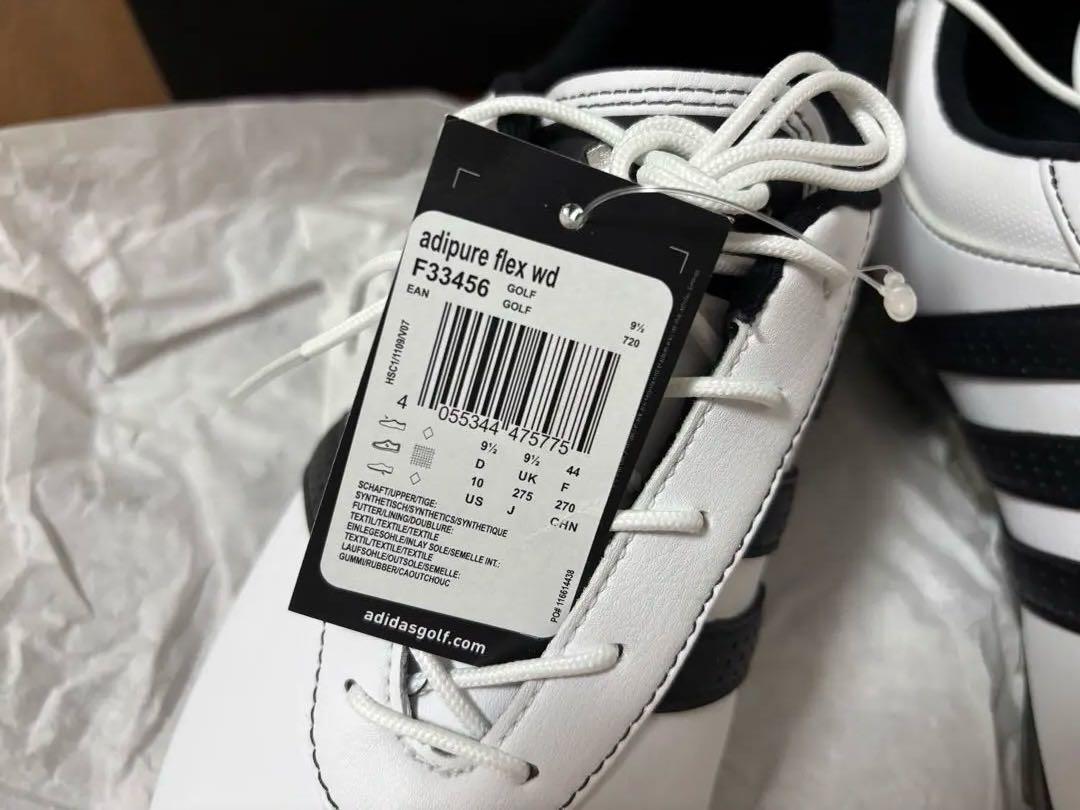 adipure flex wd
F33456 GOLF
GOLF
EAN
9½
720
HSC1/1109/V07
4 055344 475775
9½ 9½ 44
D UK F
10 275 270
US J CHN
SCHAFT/UPPER/TIGE:
SYNTHETISCH/SYNTHETICS/SYNTHETIQUE
FUTTER/LINING/DOUBLURE:
TEXTIL/TEXTILE/TEXTILE
EINLEGESOHLE/INLAY SOLE/SEMELLE INT.:
TEXTIL/TEXTILE/TEXTILE
LAUFSOHLE/OUTSOLE/SEMELLE:
GUMMI/RUBBER/CAOUTCHOUC
PO# 116614438
adidasgolf.com